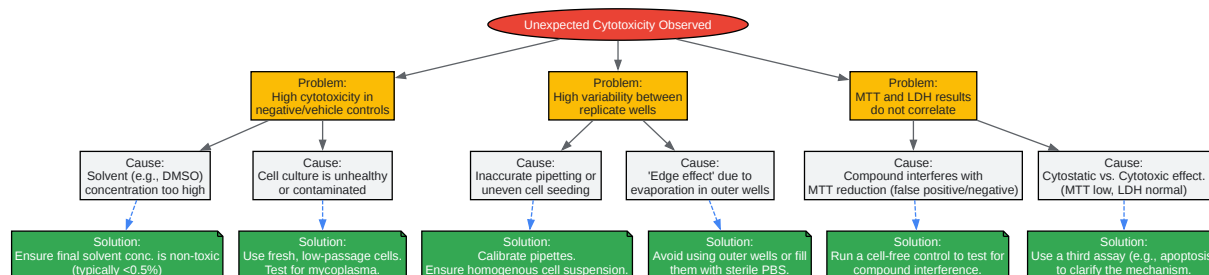 Unexpected Cytotoxicity Observed
Problem:
High cytotoxicity in
negative/vehicle controls
Problem:
High variability between
replicate wells
Problem:
MTT and LDH results
do not correlate
Cause:
Solvent (e.g., DMSO)
concentration too high
Cause:
Cell culture is unhealthy
or contaminated
Cause:
Inaccurate pipetting or
uneven cell seeding
Cause:
'Edge effect' due to
evaporation in outer wells
Cause:
Compound interferes with
MTT reduction (false positive/negative)
Cause:
Cytostatic vs. Cytotoxic effect.
(MTT low, LDH normal)
Solution:
Ensure final solvent conc. is non-toxic
(typically <0.5%)
Solution:
Use fresh, low-passage cells.
Test for mycoplasma.
Solution:
Calibrate pipettes.
Ensure homogenous cell suspension.
Solution:
Avoid using outer wells or fill
them with sterile PBS.
Solution:
Run a cell-free control to test for
compound interference.
Solution:
Use a third assay (e.g., apoptosis
to clarify the mechanism.